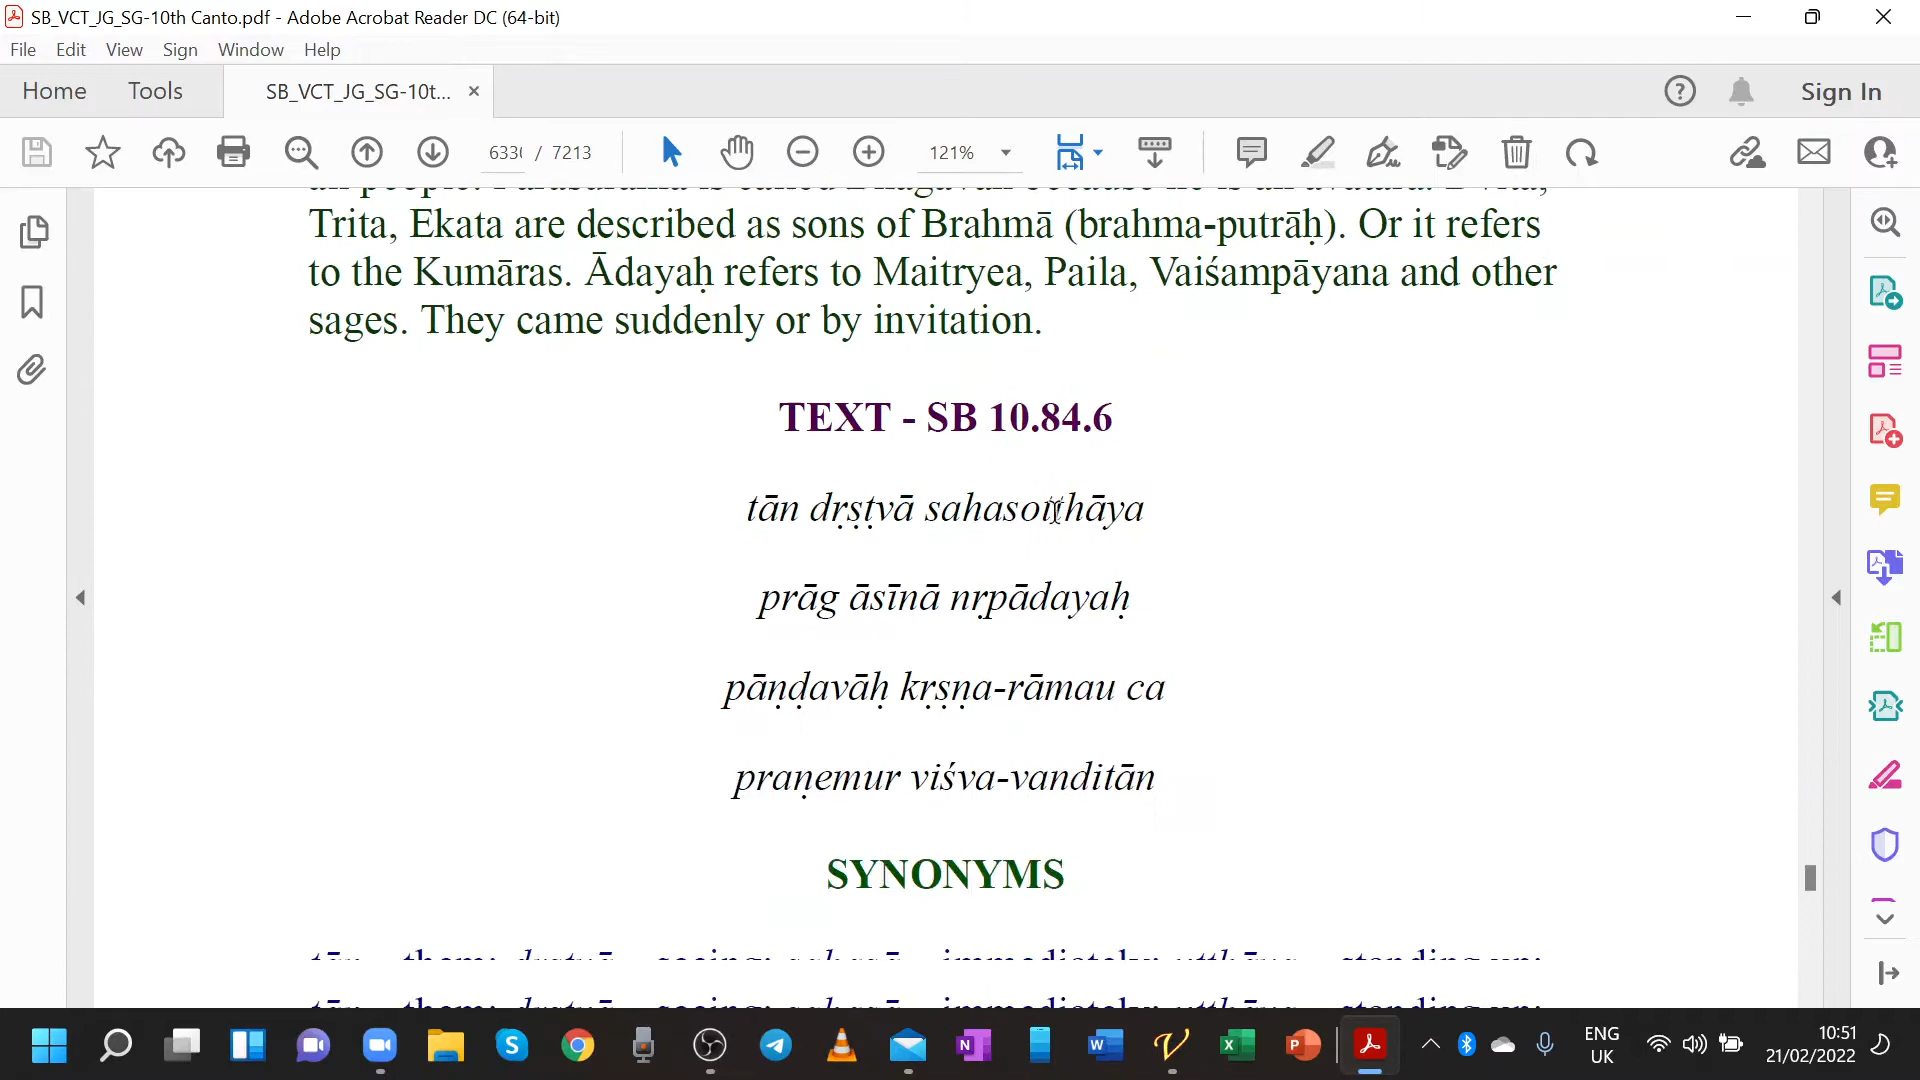 SB_VCT_JG_SG-10th Canto.pdf - Adobe Acrobat Reader DC (64-bit)
File Edit View Sign Window Help
Home Tools SB_VCT_JG_SG-10t... × Sign In
633 / 7213 121%
Trita, Ekata are described as sons of Brahmā (brahma-putrāḥ). Or it refers
to the Kumāras. Ādayaḥ refers to Maitryea, Paila, Vaiśampāyana and other
sages. They came suddenly or by invitation.
TEXT - SB 10.84.6
tān dṛṣṭvā sahasotthāya
prāg āsīnā nṛpādayaḥ
pāṇḍavāḥ kṛṣṇa-rāmau ca
praṇemur viśva-vanditān
SYNONYMS
ENG
UK
10:51
21/02/2022